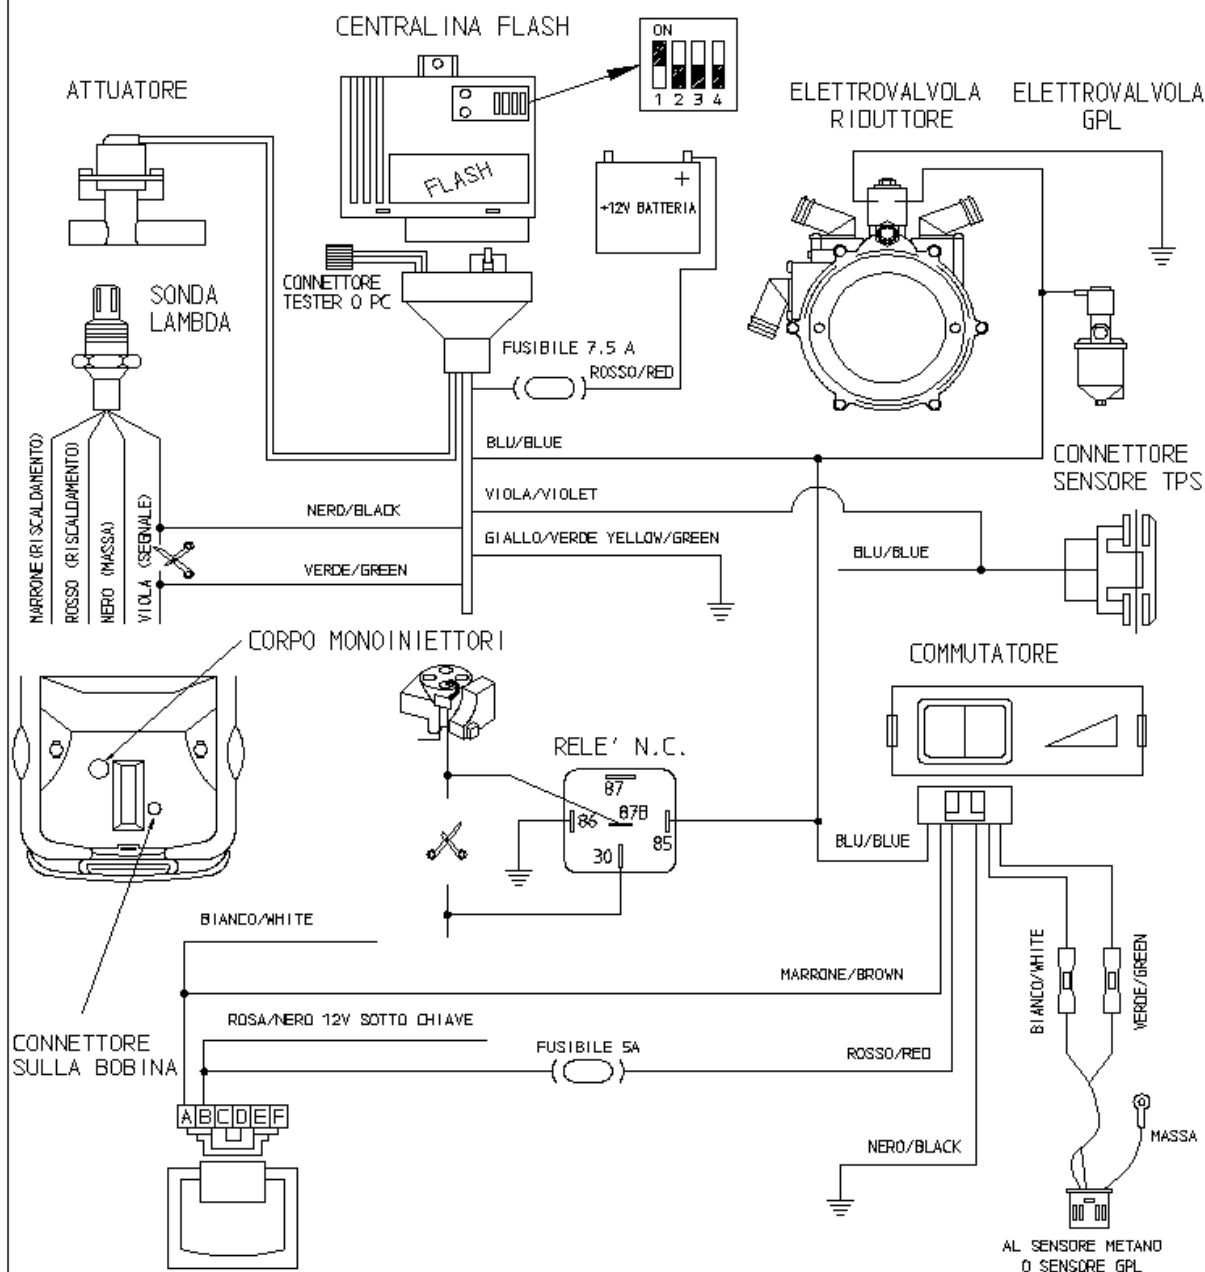 CENTRALINA FLASH
ON
1 2 3 4
ATTUATORE
ELETTROVALVOLA
RIDUTTORE
ELETTROVALVOLA
GPL
FLASH
+
+12V BATTERIA
CONNETTORE
TESTER O PC
SONDA
LAMBDA
FUSIBILE 7.5 A
ROSSO/RED
BLU/BLUE
CONNETTORE
SENSORE TPS
MARRONE(RISCALDAMENTO)
ROSSO (RISCALDAMENTO)
NERO (MASSA)
VIOLA (SEGNALE)
VIOLA/VIOLET
NERO/BLACK
GIALLO/VERDE YELLOW/GREEN
BLU/BLUE
VERDE/GREEN
CORPO MONOINIETTORI
COMMUTATORE
RELE' N.C.
87
87B
86
85
30
BLU/BLUE
BIANCO/WHITE
MARRONE/BROWN
BIANCO/WHITE
VERDE/GREEN
ROSA/NERO 12V SOTTO CHIAVE
CONNETTORE
SULLA BOBINA
FUSIBILE 5A
ROSSO/RED
A B C D E F
NERO/BLACK
MASSA
AL SENSORE METANO
O SENSORE GPL